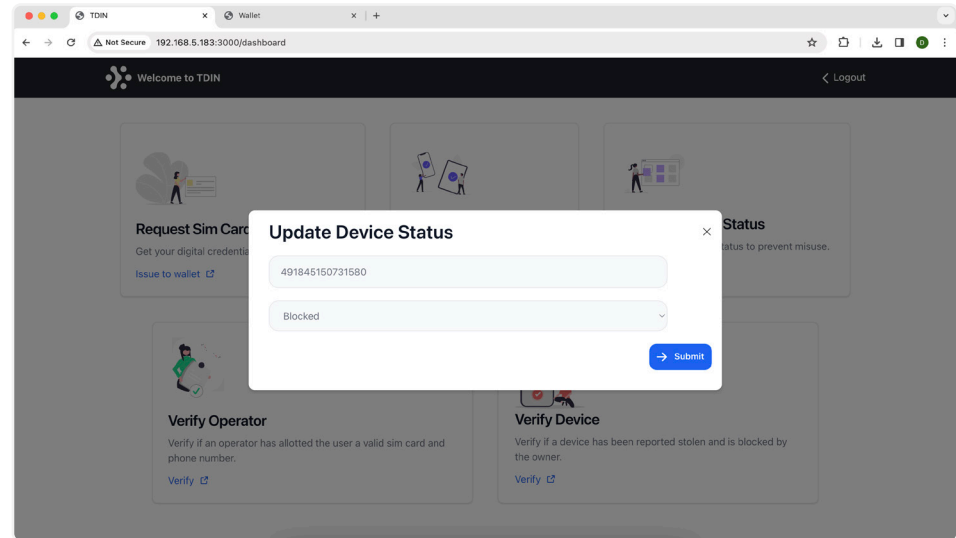 TDIN
Wallet
Not Secure 192.168.5.183:3000/dashboard
D
Welcome to TDIN
Logout
Request Sim Card
Get your digital credentia
Issue to wallet
Status
tatus to prevent misuse.
Update Device Status
491845150731580
Blocked
Submit
Verify Operator
Verify if an operator has allotted the user a valid sim card and
phone number.
Verify
Verify Device
Verify if a device has been reported stolen and is blocked by
the owner.
Verify